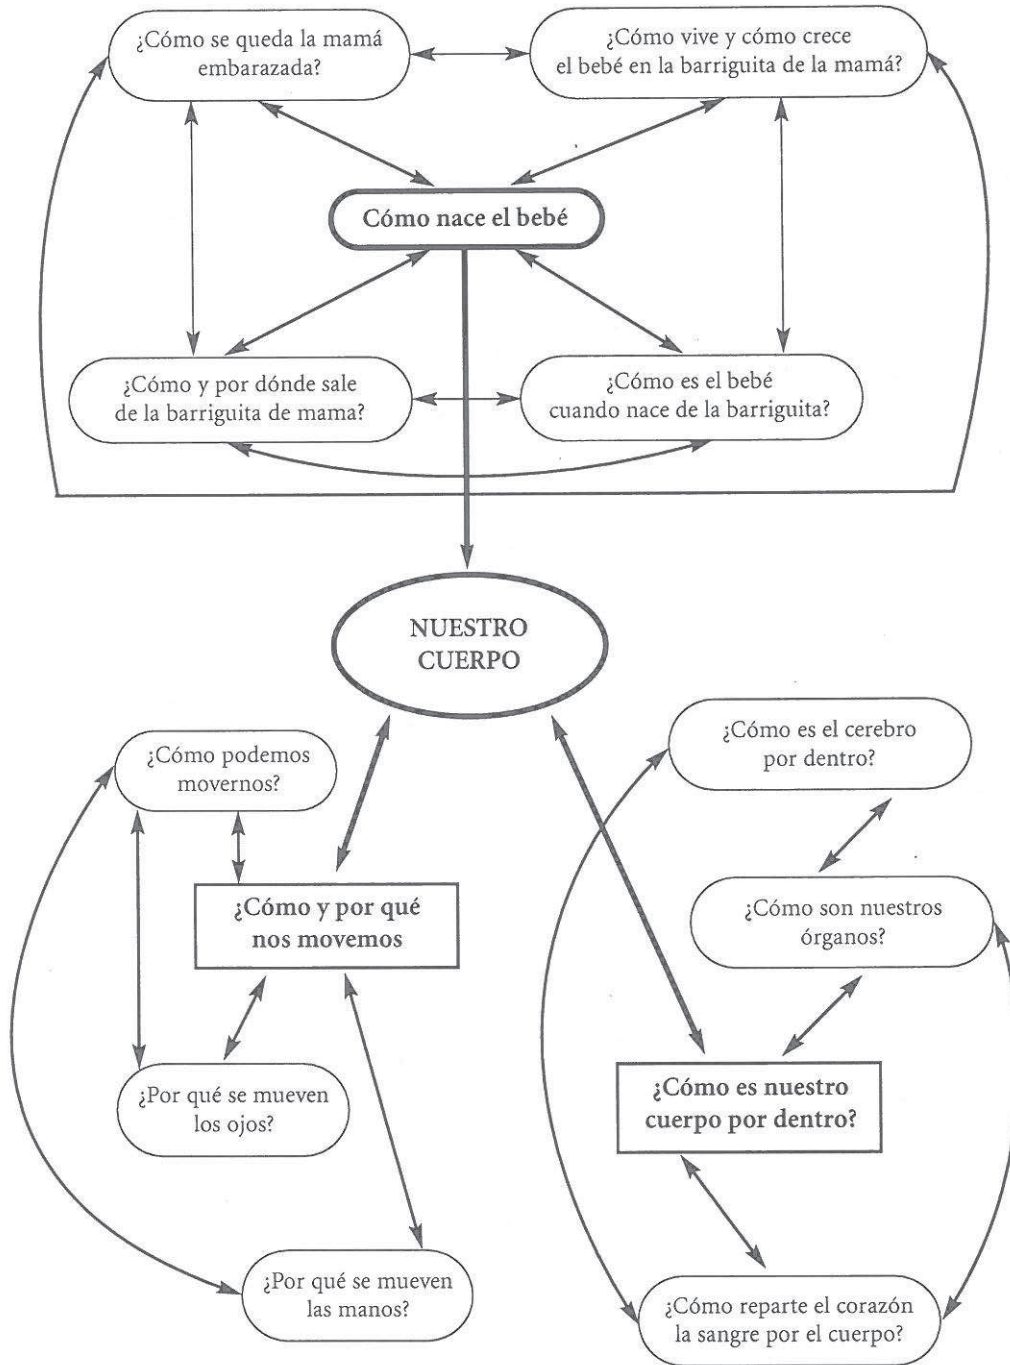 ¿Cómo se queda la mamá
embarazada?
¿Cómo vive y cómo crece
el bebé en la barriguita de la mamá?
Cómo nace el bebé
¿Cómo y por dónde sale
de la barriguita de mama?
¿Cómo es el bebé
cuando nace de la barriguita?
NUESTRO
CUERPO
¿Cómo podemos
movernos?
¿Cómo y por qué
nos movemos
¿Por qué se mueven
los ojos?
¿Por qué se mueven
las manos?
¿Cómo es el cerebro
por dentro?
¿Cómo son nuestros
órganos?
¿Cómo es nuestro
cuerpo por dentro?
¿Cómo reparte el corazón
la sangre por el cuerpo?